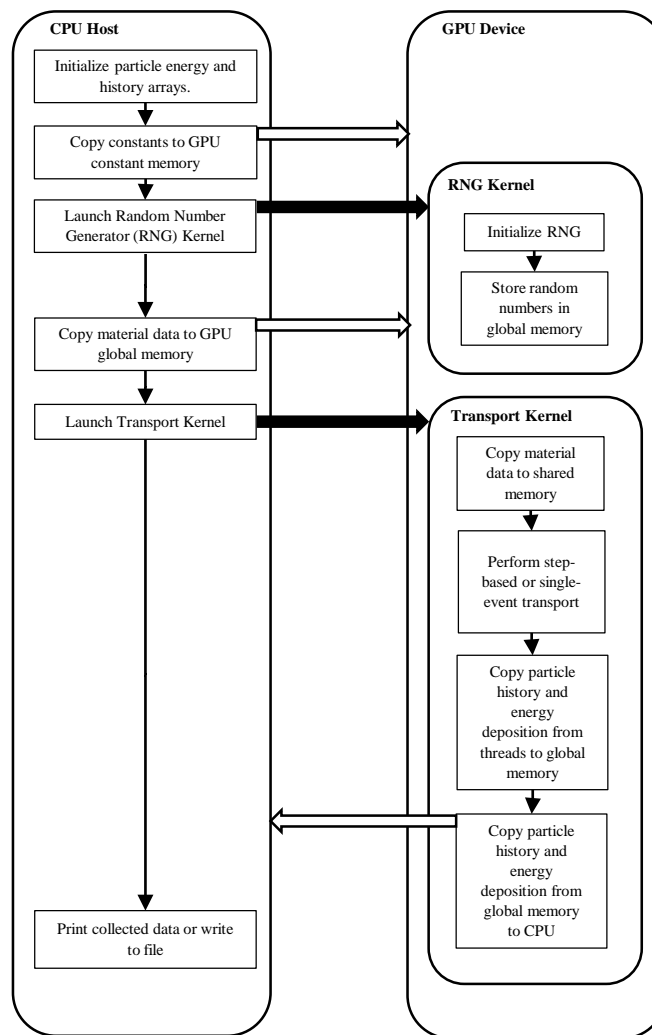 CPU Host
Initialize particle energy and
history arrays.
Copy constants to GPU
constant memory
Launch Random Number
Generator (RNG) Kernel
Copy material data to GPU
global memory
Launch Transport Kernel
Print collected data or write
to file
GPU Device
RNG Kernel
Initialize RNG
Store random
numbers in
global memory
Transport Kernel
Copy material
data to shared
memory
Perform step-
based or single-
event transport
Copy particle
history and
energy
deposition from
threads to global
memory
Copy particle
history and
energy
deposition from
global memory
to CPU